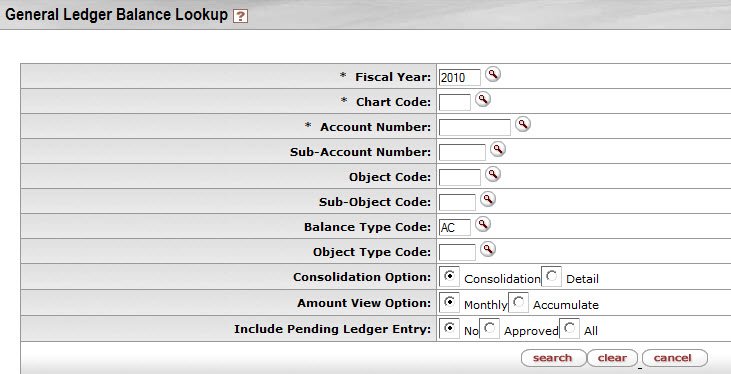 General Ledger Balance Lookup ?
* Fiscal Year: 2010
* Chart Code:
* Account Number:
Sub-Account Number:
Object Code:
Sub-Object Code:
Balance Type Code: AC
Object Type Code:
Consolidation Option: Consolidation Detail
Amount View Option: Monthly Accumulate
Include Pending Ledger Entry: No Approved All
search clear cancel